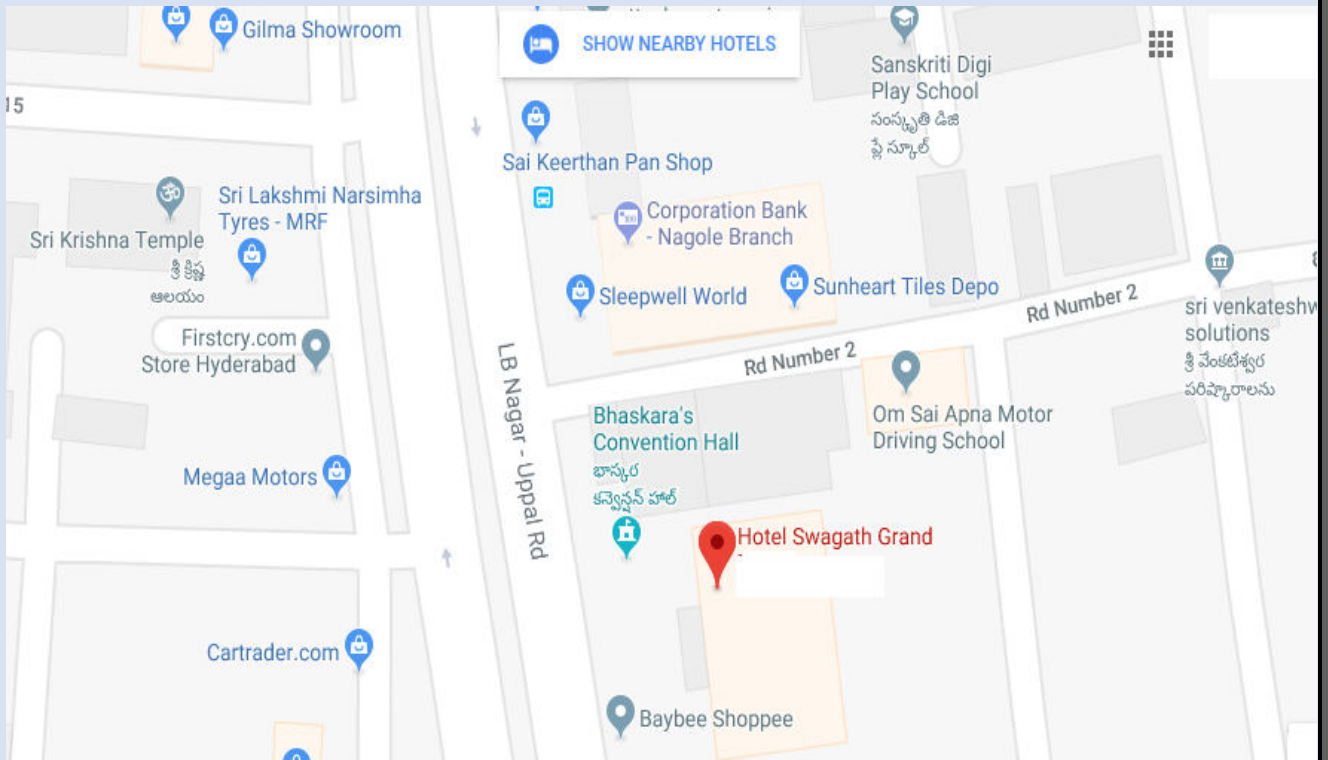 Gilma Showroom
SHOW NEARBY HOTELS
Sanskriti Digi
Play School
సంస్కృతి డిజి
ప్లే స్కూల్
15
Sai Keerthan Pan Shop
Sri Lakshmi Narsimha
Tyres - MRF
Corporation Bank
- Nagole Branch
Sri Krishna Temple
శ్రీ క్రిష్ణ
ఆలయం
Sleepwell World
Sunheart Tiles Depo
Rd Number 2
sri venkateshw
solutions
శ్రీ వేంకటేశ్వర
పరిష్కారాలను
Firstcry.com
Store Hyderabad
Rd Number 2
LB Nagar - Uppal Rd
Bhaskara's
Convention Hall
భాస్కర
కన్వెన్షన్ హాల్
Om Sai Apna Motor
Driving School
Megaa Motors
Hotel Swagath Grand
Cartrader.com
Baybee Shoppee